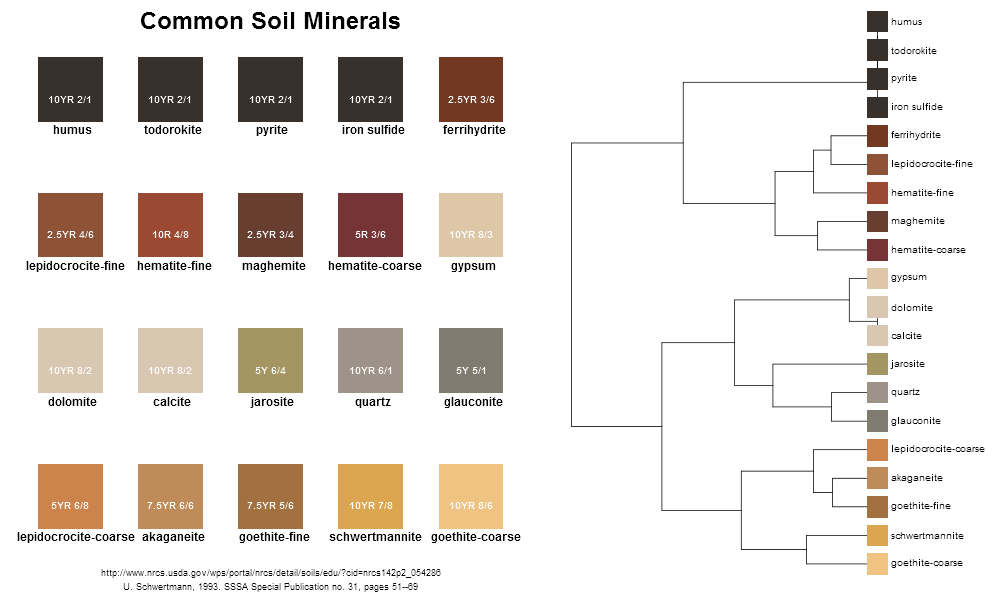 Common Soil Minerals
10YR 2/1 10YR 2/1 10YR 2/1 10YR 2/1 2.5YR 3/6
humus todorokite pyrite iron sulfide ferrihydrite
2.5YR 4/6 10R 4/8 2.5YR 3/4 5R 3/6 10YR 8/3
lepidocrocite-fine hematite-fine maghemite hematite-coarse gypsum
10YR 8/2 10YR 8/2 5Y 6/4 10YR 6/1 5Y 5/1
dolomite calcite jarosite quartz glauconite
5YR 6/8 7.5YR 6/6 7.5YR 5/6 10YR 7/8 10YR 8/6
lepidocrocite-coarse akaganeite goethite-fine schwertmannite goethite-coarse
http://www.nrcs.usda.gov/wps/portal/nrcs/detail/soils/edu/?cid=nrcs142p2_054286
U. Schwertmann, 1993. SSSA Special Publication no. 31, pages 51--69
humus
todorokite
pyrite
iron sulfide
ferrihydrite
lepidocrocite-fine
hematite-fine
maghemite
hematite-coarse
gypsum
dolomite
calcite
jarosite
quartz
glauconite
lepidocrocite-coarse
akaganeite
goethite-fine
schwertmannite
goethite-coarse